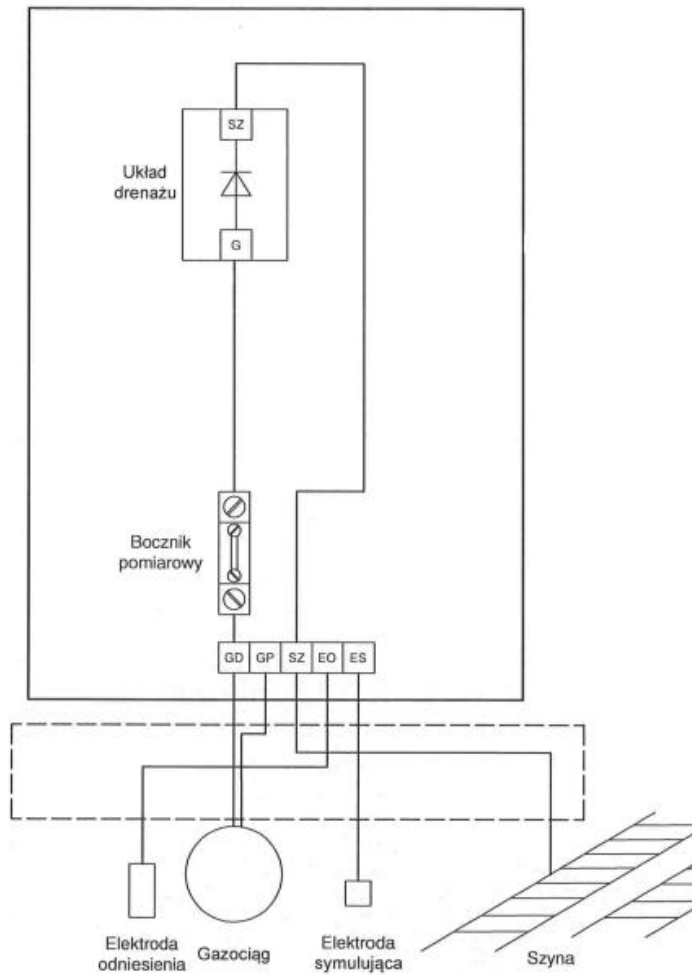 SZ
Układ
drenażu
G
Bocznik
pomiarowy
GD GP SZ EO ES
Elektroda
odniesienia
Gazociąg
Elektroda
symulująca
Szyna